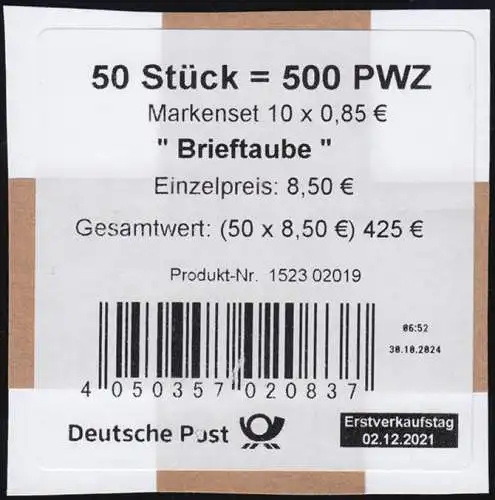 50 Stück = 500 PWZ
Markenset 10 x 0,85 €
" Brieftaube "
Einzelpreis: 8,50 €
Gesamtwert: (50 x 8,50 €) 425 €
Produkt-Nr. 1523 02019
06:52
30.10.2024
4 050357 020837
Deutsche Post
Erstverkaufstag
02.12.2021